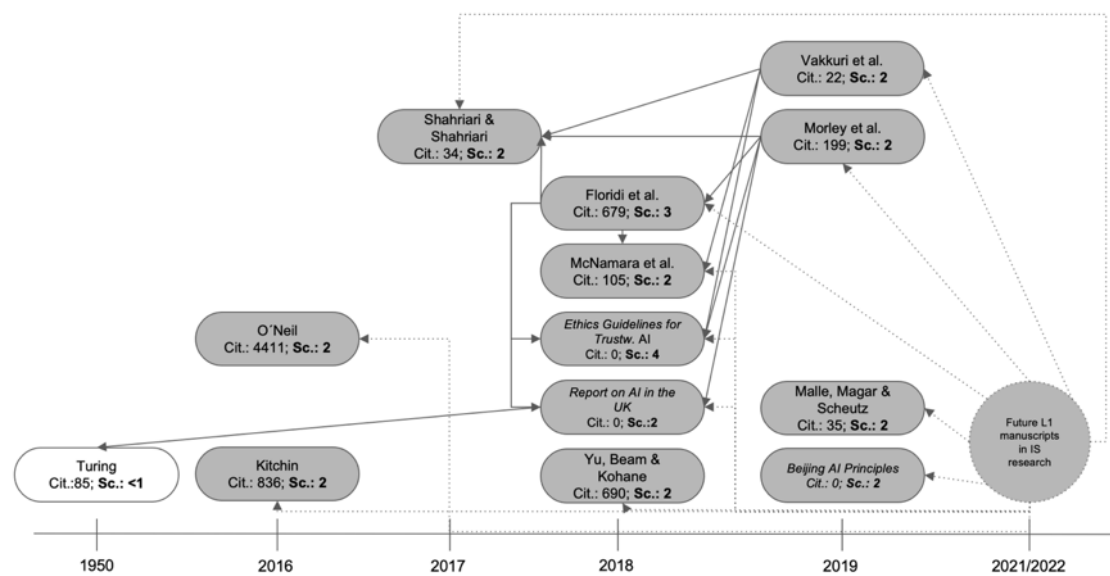 Vakkuri et al.
Cit.: 22; Sc.: 2
Shahriari &
Shahriari
Cit.: 34; Sc.: 2
Morley et al.
Cit.: 199; Sc.: 2
Floridi et al.
Cit.: 679; Sc.: 3
McNamara et al.
Cit.: 105; Sc.: 2
O´Neil
Cit.: 4411; Sc.: 2
Ethics Guidelines for
Trustw. AI
Cit.: 0; Sc.: 4
Report on AI in the
UK
Cit.: 0; Sc.:2
Malle, Magar &
Scheutz
Cit.: 35; Sc.: 2
Future L1
manuscripts
in IS
research
Turing
Cit.:85; Sc.: <1
Kitchin
Cit.: 836; Sc.: 2
Yu, Beam &
Kohane
Cit.: 690; Sc.: 2
Beijing AI Principles
Cit.: 0; Sc.: 2
1950
2016
2017
2018
2019
2021/2022